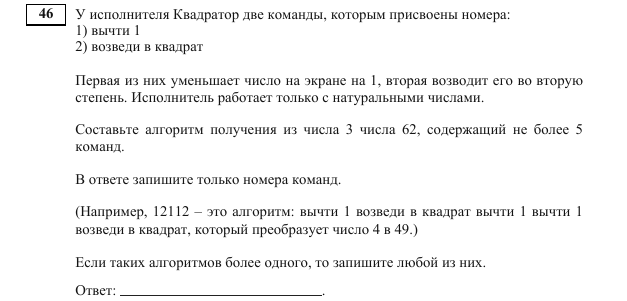 46
У исполнителя Квадратор две команды, которым присвоены номера:
1) вычти 1
2) возведи в квадрат
Первая из них уменьшает число на экране на 1, вторая возводит его во вторую
степень. Исполнитель работает только с натуральными числами.
Составьте алгоритм получения из числа 3 числа 62, содержащий не более 5
команд.
В ответе запишите только номера команд.
(Например, 12112 – это алгоритм: вычти 1 возведи в квадрат вычти 1 вычти 1
возведи в квадрат, который преобразует число 4 в 49.)
Если таких алгоритмов более одного, то запишите любой из них.
Ответ: .